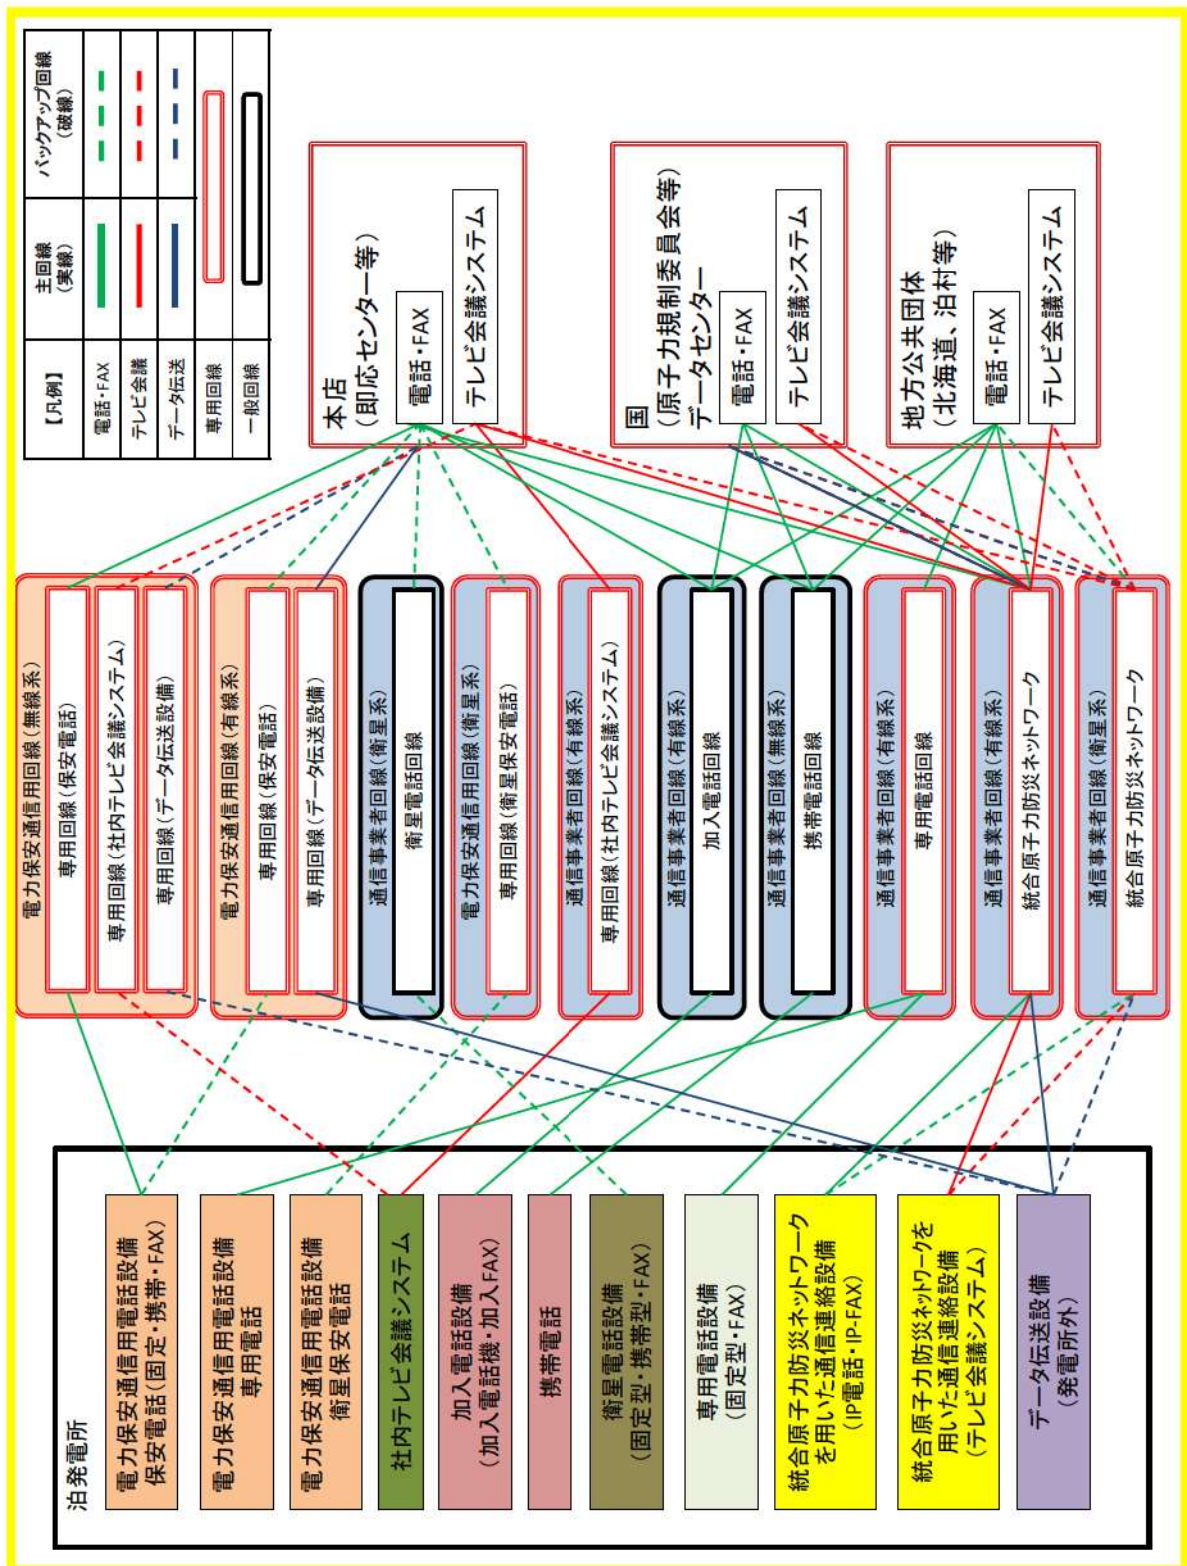 【凡例】
主回線
(実線)
バックアップ回線
(破線)
電話・FAX
テレビ会議
データ伝送
専用回線
一般回線
泊発電所
電力保安通信用電話設備
保安電話(固定・携帯・FAX)
電力保安通信用電話設備
専用電話
電力保安通信用電話設備
衛星保安電話
社内テレビ会議システム
加入電話設備
(加入電話機・加入FAX)
携帯電話
衛星電話設備
(固定型・携帯型・FAX)
専用電話設備
(固定型・FAX)
統合原子力防災ネットワーク
を用いた通信連絡設備
(IP電話・IP-FAX)
統合原子力防災ネットワークを
用いた通信連絡設備
(テレビ会議システム)
データ伝送設備
(発電所外)
電力保安通信用回線(無線系)
専用回線(保安電話)
専用回線(社内テレビ会議システム)
専用回線(データ伝送設備)
電力保安通信用回線(有線系)
専用回線(保安電話)
専用回線(データ伝送設備)
通信事業者回線(衛星系)
衛星電話回線
電力保安通信用回線(衛星系)
専用回線(衛星保安電話)
通信事業者回線(有線系)
専用回線(社内テレビ会議システム)
通信事業者回線(有線系)
加入電話回線
通信事業者回線(無線系)
携帯電話回線
通信事業者回線(有線系)
専用電話回線
通信事業者回線(有線系)
統合原子力防災ネットワーク
通信事業者回線(衛星系)
統合原子力防災ネットワーク
本店
(即応センター等)
電話・FAX
テレビ会議システム
国
(原子力規制委員会等)
データセンター
電話・FAX
テレビ会議システム
地方公共団体
(北海道、泊村等)
電話・FAX
テレビ会議システム